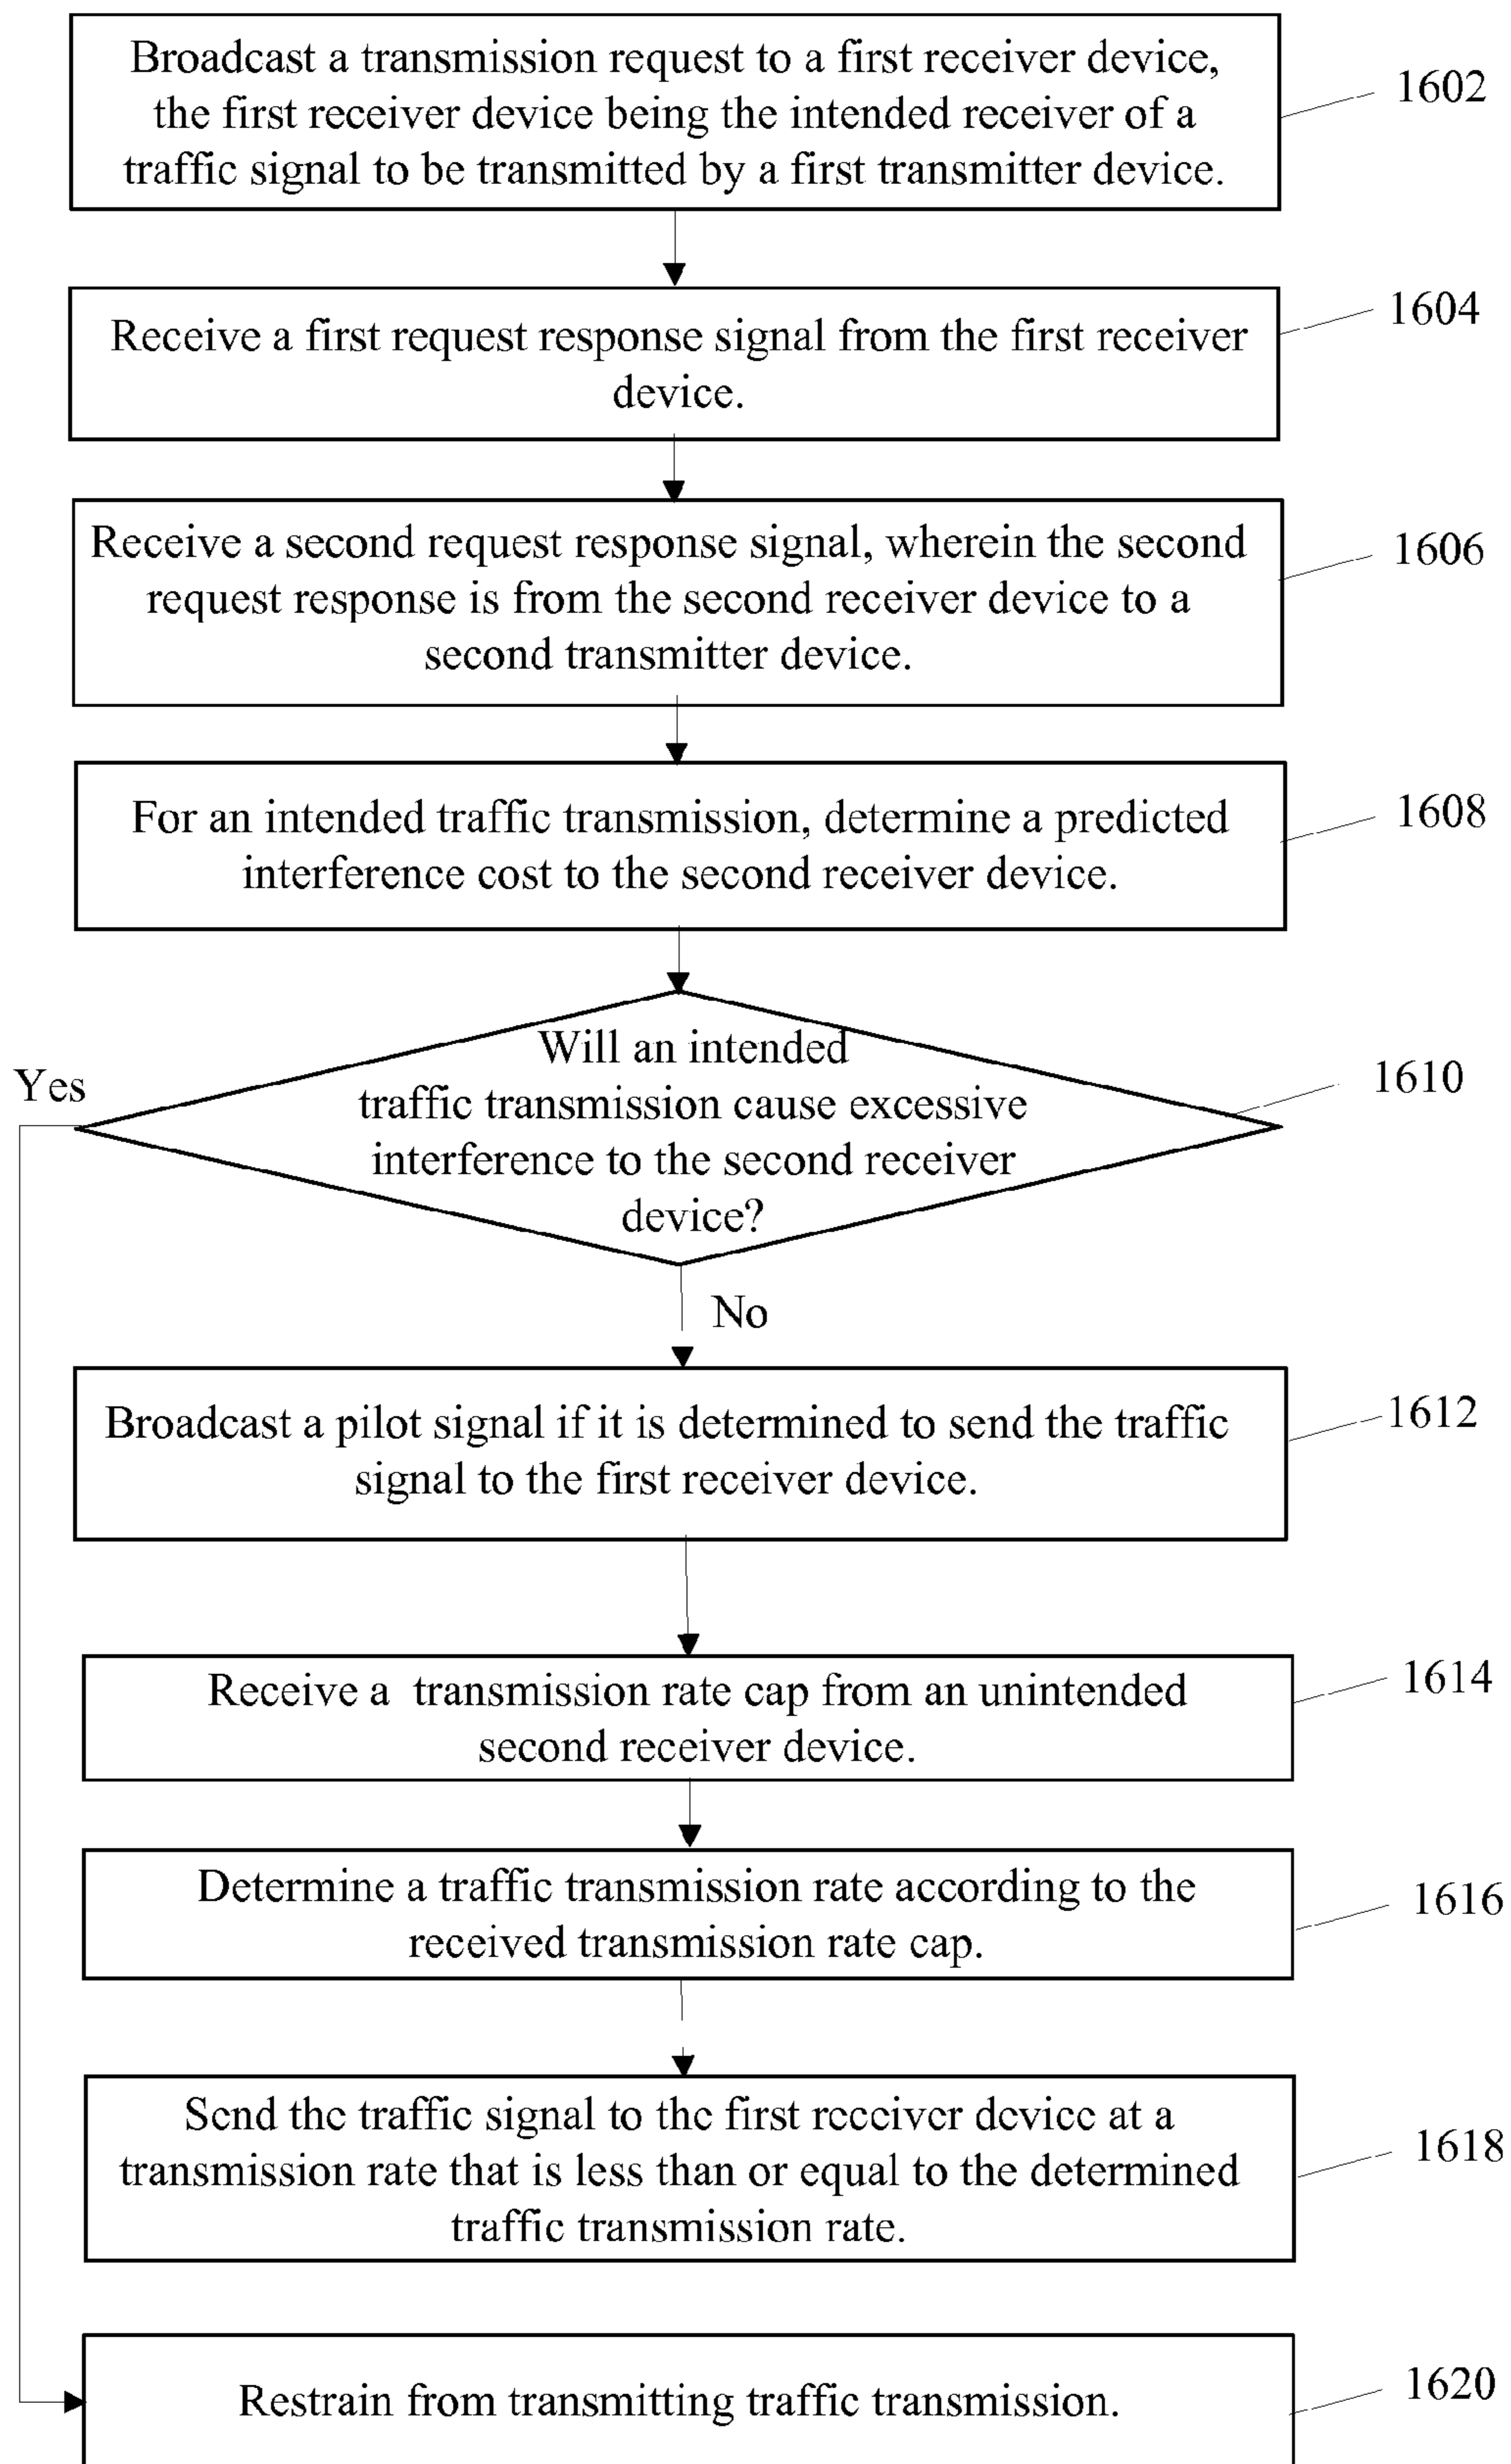 Broadcast a transmission request to a first receiver device,
the first receiver device being the intended receiver of a
traffic signal to be transmitted by a first transmitter device.
1602
Receive a first request response signal from the first receiver
device.
1604
Receive a second request response signal, wherein the second
request response is from the second receiver device to a
second transmitter device.
1606
For an intended traffic transmission, determine a predicted
interference cost to the second receiver device.
1608
Will an intended
traffic transmission cause excessive
interference to the second receiver
device?
1610
Yes
No
Broadcast a pilot signal if it is determined to send the traffic
signal to the first receiver device.
1612
Receive a transmission rate cap from an unintended
second receiver device.
1614
Determine a traffic transmission rate according to the
received transmission rate cap.
1616
Send the traffic signal to the first receiver device at a
transmission rate that is less than or equal to the determined
traffic transmission rate.
1618
Restrain from transmitting traffic transmission.
1620